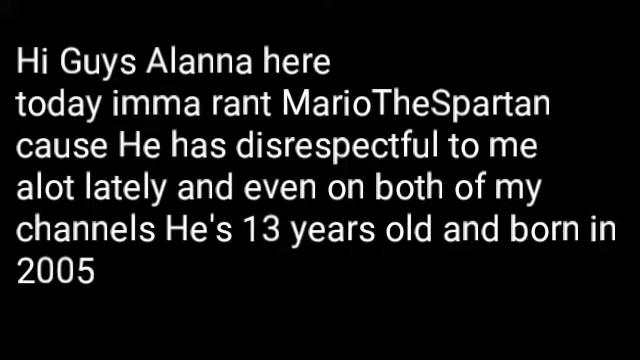 Hi Guys Alanna here
today imma rant MarioTheSpartan
cause He has disrespectful to me
alot lately and even on both of my
channels He's 13 years old and born in
2005